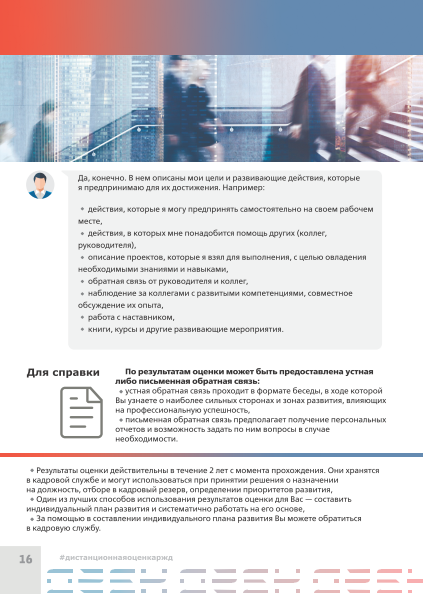 Да, конечно. В нем описаны мои цели и развивающие действия, которые
я предпринимаю для их достижения. Например:
• действия, которые я могу предпринять самостоятельно на своем рабочем
месте,
• действия, в которых мне понадобится помощь других (коллег,
руководителя),
• описание проектов, которые я взял для выполнения, с целью овладения
необходимыми знаниями и навыками,
• обратная связь от руководителя и коллег,
• наблюдение за коллегами с развитыми компетенциями, совместное
обсуждение их опыта,
• работа с наставником,
• книги, курсы и другие развивающие мероприятия.
Для справки
По результатам оценки может быть предоставлена устная
либо письменная обратная связь:
• устная обратная связь проходит в формате беседы, в ходе которой
Вы узнаете о наиболее сильных сторонах и зонах развития, влияющих
на профессиональную успешность,
• письменная обратная связь предполагает получение персональных
отчетов и возможность задать по ним вопросы в случае
необходимости.
• Результаты оценки действительны в течение 2 лет с момента прохождения. Они хранятся
в кадровой службе и могут использоваться при принятии решения о назначении
на должность, отборе в кадровый резерв, определении приоритетов развития,
• Один из лучших способов использования результатов оценки для Вас — составить
индивидуальный план развития и систематично работать на его основе,
• За помощью в составлении индивидуального плана развития Вы можете обратиться
в кадровую службу.
16
#дистанционнаяоценкаржд